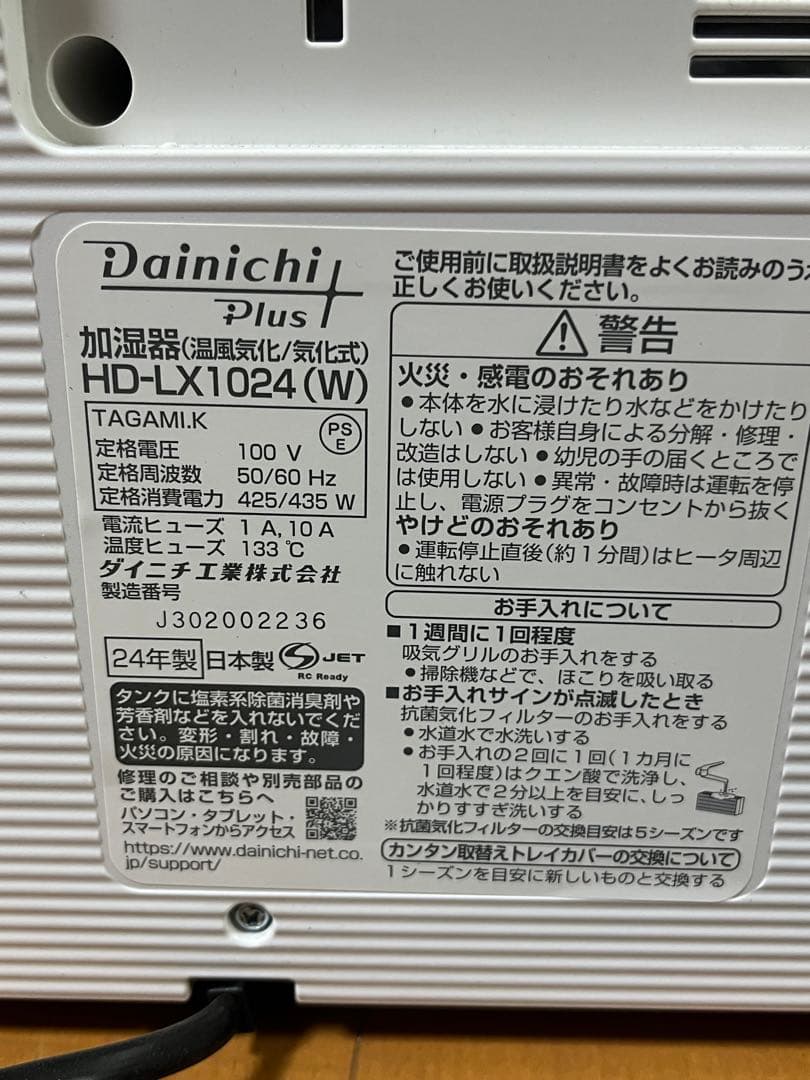 Dainichi
Plus
加湿器(温風気化/気化式)
HD-LX1024(W)
TAGAMI.K
PS
E
定格電圧 100 V
定格周波数 50/60 Hz
定格消費電力 425/435 W
電流ヒューズ 1 A,10 A
温度ヒューズ 133 ℃
ダイニチ工業株式会社
製造番号
J302002236
24年製 日本製 S JET
RC Ready
タンクに塩素系除菌消臭剤や
芳香剤などを入れないでくだ
さい。変形・割れ・故障・
火災の原因になります。
修理のご相談や別売部品の
ご購入はこちらへ
パソコン・タブレット・
スマートフォンからアクセス
https://www.dainichi-net.co.
jp/support/
ご使用前に取扱説明書をよくお読みのうえ
正しくお使いください。
警告
火災・感電のおそれあり
●本体を水に浸けたり水などをかけたり
しない ●お客様自身による分解・修理・
改造はしない ●幼児の手の届くところで
は使用しない ●異常・故障時は運転を停
止し、電源プラグをコンセントから抜く
やけどのおそれあり
●運転停止直後(約1分間)はヒータ周辺
に触れない
お手入れについて
■1週間に1回程度
吸気グリルのお手入れをする
●掃除機などで、ほこりを吸い取る
■お手入れサインが点滅したとき
抗菌気化フィルターのお手入れをする
●水道水で水洗いする
●お手入れの2回に1回(1カ月に
1回程度)はクエン酸で洗浄し、
水道水で2分以上を目安に、しっ
かりすすぎ洗いする
※抗菌気化フィルターの交換目安は5シーズンです
カンタン取替えトレイカバーの交換について
1シーズンを目安に新しいものと交換する